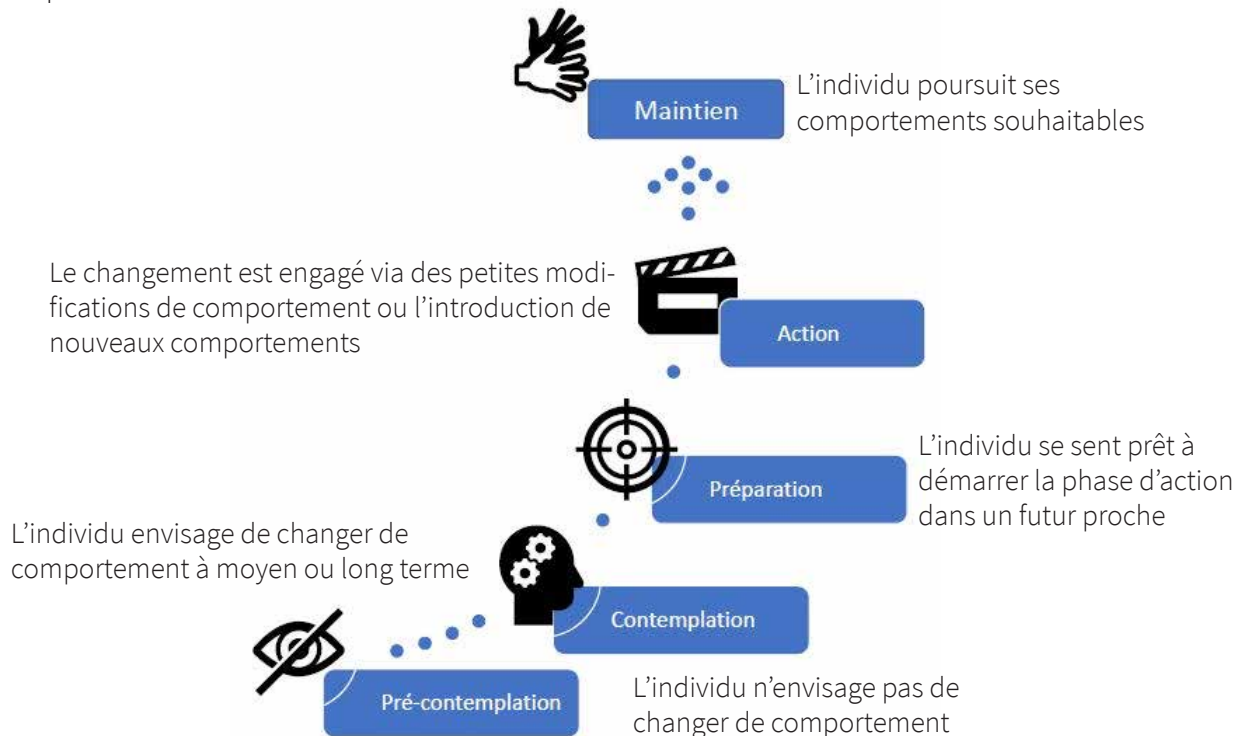 Maintien
L’individu poursuit ses
comportements souhaitables
Le changement est engagé via des petites modi-
fications de comportement ou l’introduction de
nouveaux comportements
Action
Préparation
L’individu se sent prêt à
démarrer la phase d’action
dans un futur proche
L’individu envisage de changer de
comportement à moyen ou long terme
Contemplation
Pré-contemplation
L’individu n’envisage pas de
changer de comportement